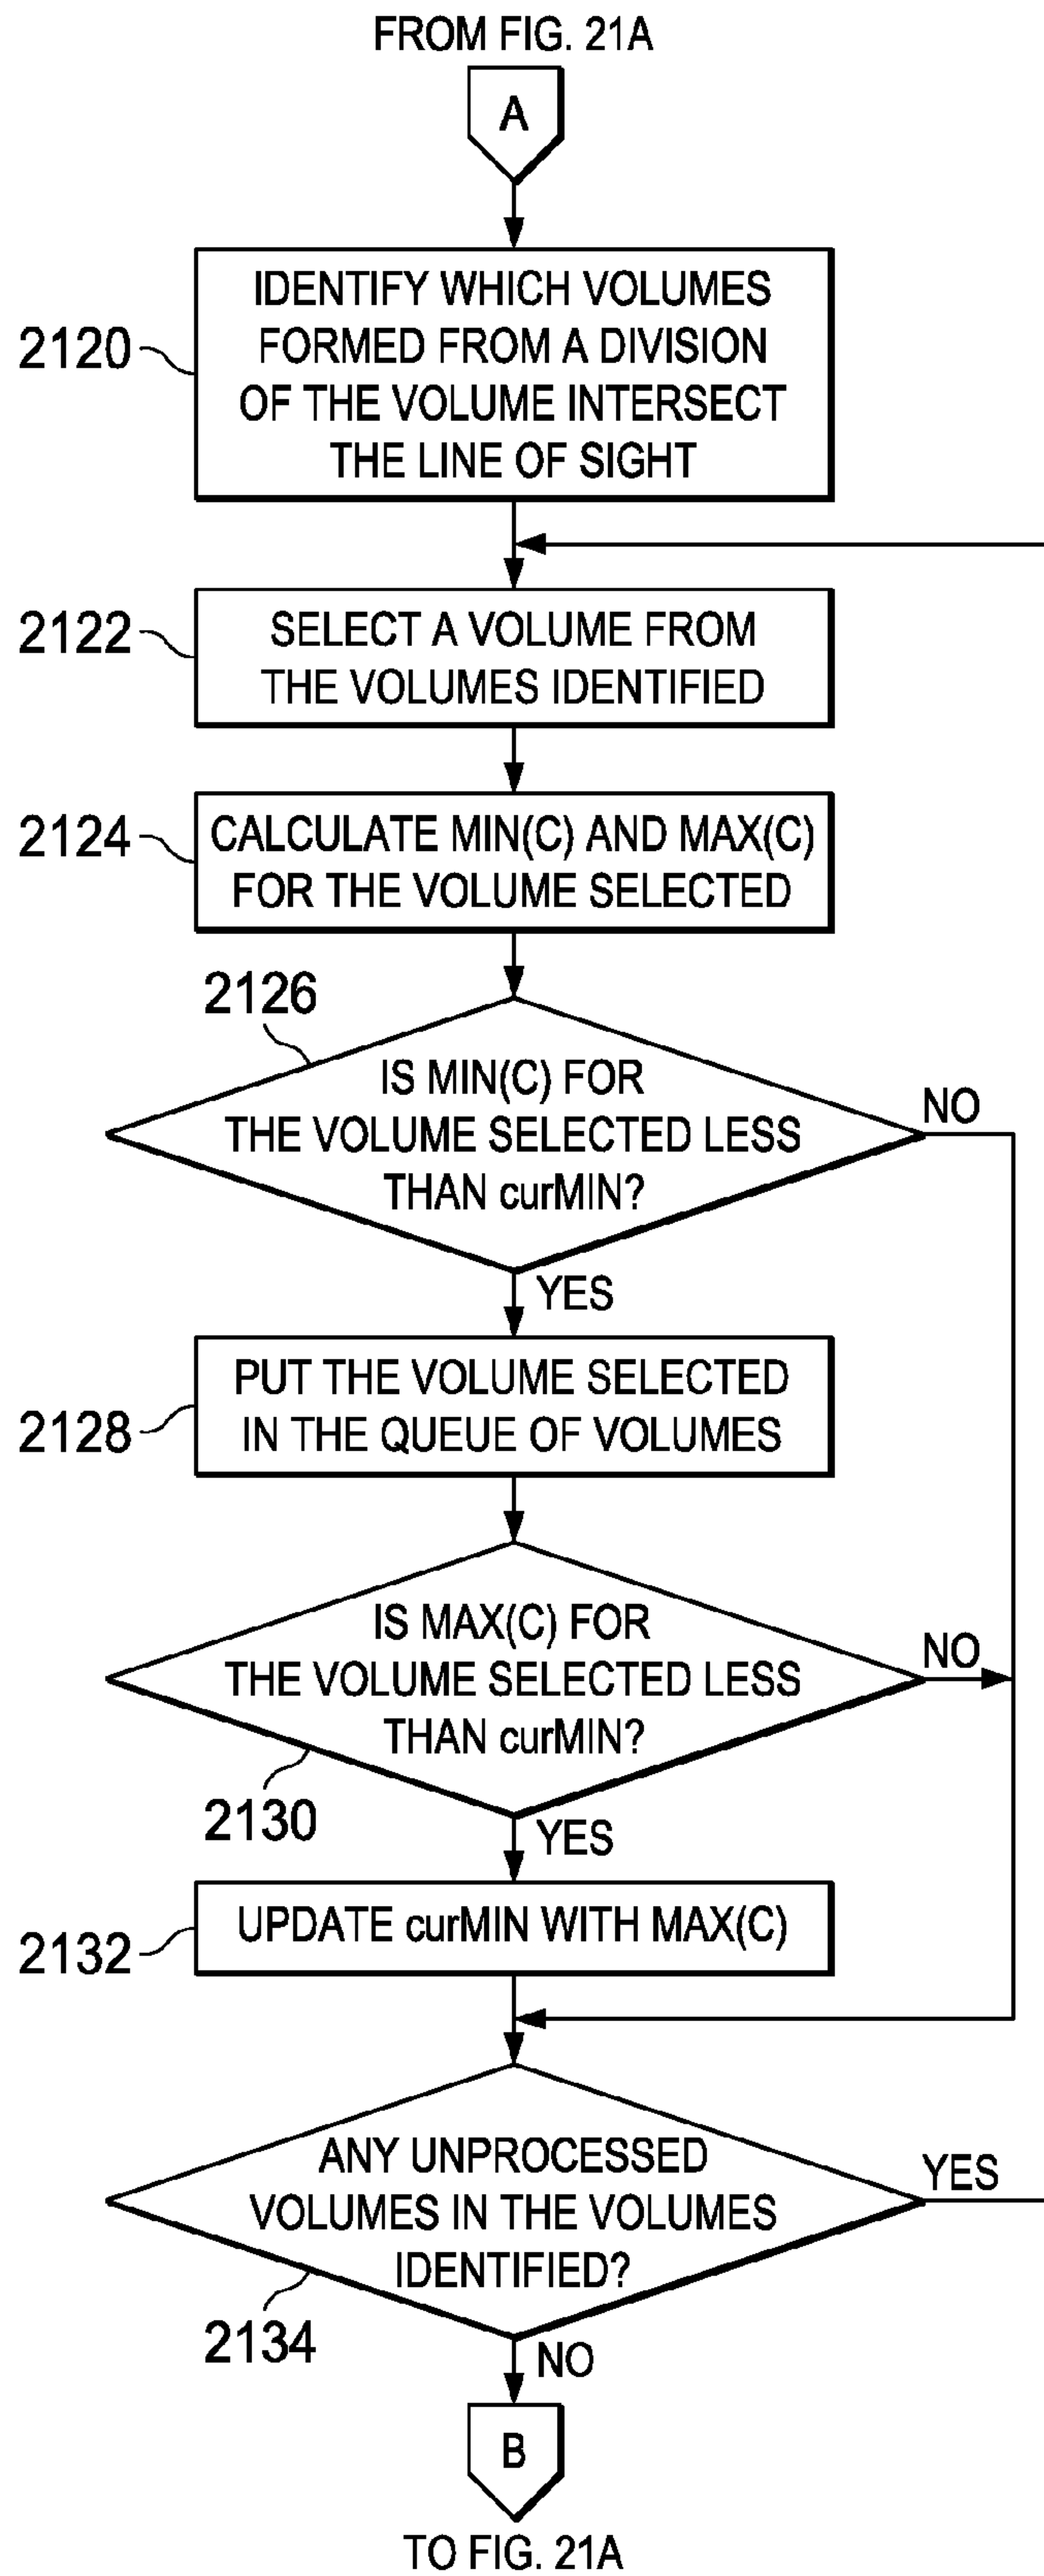 FROM FIG. 21A
A
2120
IDENTIFY WHICH VOLUMES
FORMED FROM A DIVISION
OF THE VOLUME INTERSECT
THE LINE OF SIGHT
2122
SELECT A VOLUME FROM
THE VOLUMES IDENTIFIED
2124
CALCULATE MIN(C) AND MAX(C)
FOR THE VOLUME SELECTED
2126
IS MIN(C) FOR
THE VOLUME SELECTED LESS
THAN curMIN?
NO
YES
2128
PUT THE VOLUME SELECTED
IN THE QUEUE OF VOLUMES
IS MAX(C) FOR
THE VOLUME SELECTED LESS
THAN curMIN?
NO
2130
YES
2132
UPDATE curMIN WITH MAX(C)
ANY UNPROCESSED
VOLUMES IN THE VOLUMES
IDENTIFIED?
YES
2134
NO
B
TO FIG. 21A